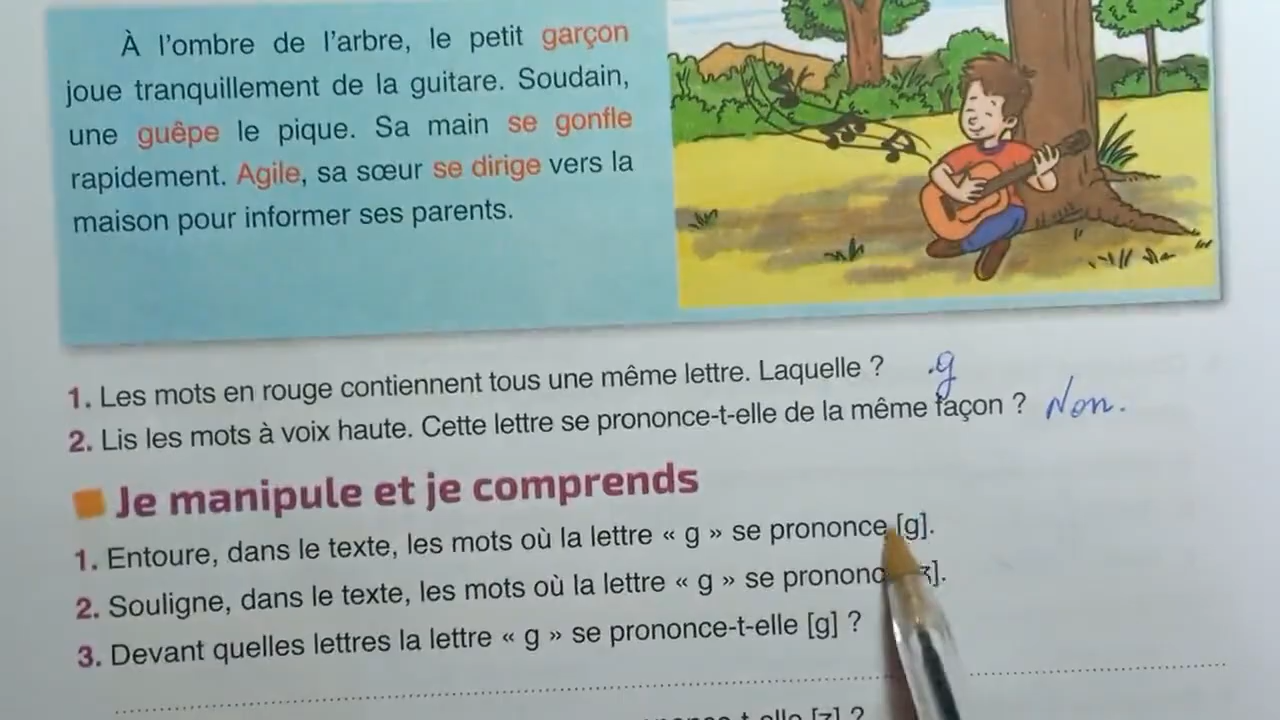 À l'ombre de l'arbre, le petit garçon
joue tranquillement de la guitare. Soudain,
une guêpe le pique. Sa main se gonfle
rapidement. Agile, sa sœur se dirige vers la
maison pour informer ses parents.
1. Les mots en rouge contiennent tous une même lettre. Laquelle ? .g
2. Lis les mots à voix haute. Cette lettre se prononce-t-elle de la même façon ? Non.
Je manipule et je comprends
1. Entoure, dans le texte, les mots où la lettre « g » se prononce [g].
2. Souligne, dans le texte, les mots où la lettre « g » se
3. Devant quelles lettres la lettre « g » se prononce-t-elle [g] ?